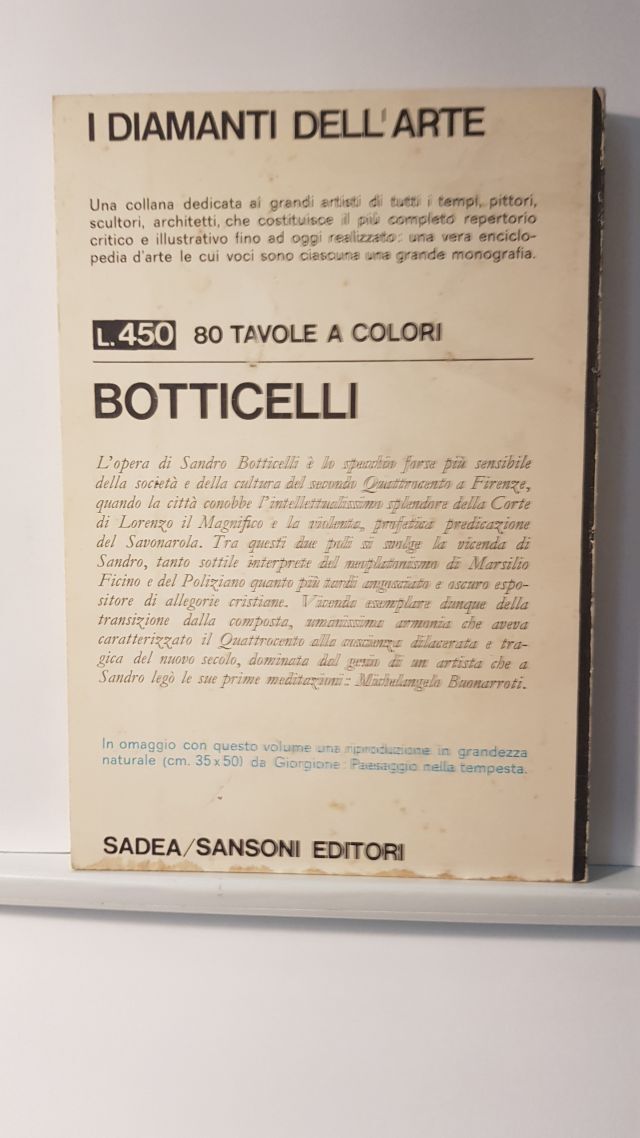 I DIAMANTI DELL'ARTE
Una collana dedicata ai grandi artisti di tutti i tempi, pittori,
scultori, architetti, che costituisce il più completo repertorio
critico e illustrativo fino ad oggi realizzato: una vera enciclo-
pedia d'arte le cui voci sono ciascuna una grande monografia.
L.450 80 TAVOLE A COLORI
BOTTICELLI
L'opera di Sandro Botticelli è lo specchio forse più sensibile
della società e della cultura del secondo Quattrocento a Firenze,
quando la città conobbe l'intellettualissimo splendore della Corte
di Lorenzo il Magnifico e la violenta, profetica predicazione
del Savonarola. Tra questi due poli si svolge la vicenda di
Sandro, tanto sottile interprete del neoplatonismo di Marsilio
Ficino e del Poliziano quanto più tardi angosciato e oscuro espo-
sitore di allegorie cristiane. Vicenda esemplare dunque della
transizione dalla composta, umanissima armonia che aveva
caratterizzato il Quattrocento alla coscienza dilacerata e tra-
gica del nuovo secolo, dominata dal genio di un artista che a
Sandro legò le sue prime meditazioni: Michelangelo Buonarroti.
In omaggio con questo volume una riproduzione in grandezza
naturale (cm. 35x50) da Giorgione: Paesaggio nella tempesta.
SADEA/SANSONI EDITORI